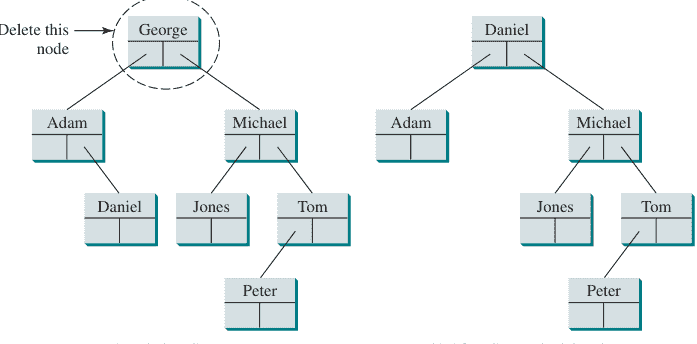 Delete this
node
George
Daniel
Adam
Michael
Adam
Michael
Daniel
Jones
Tom
Jones
Tom
Peter
Peter